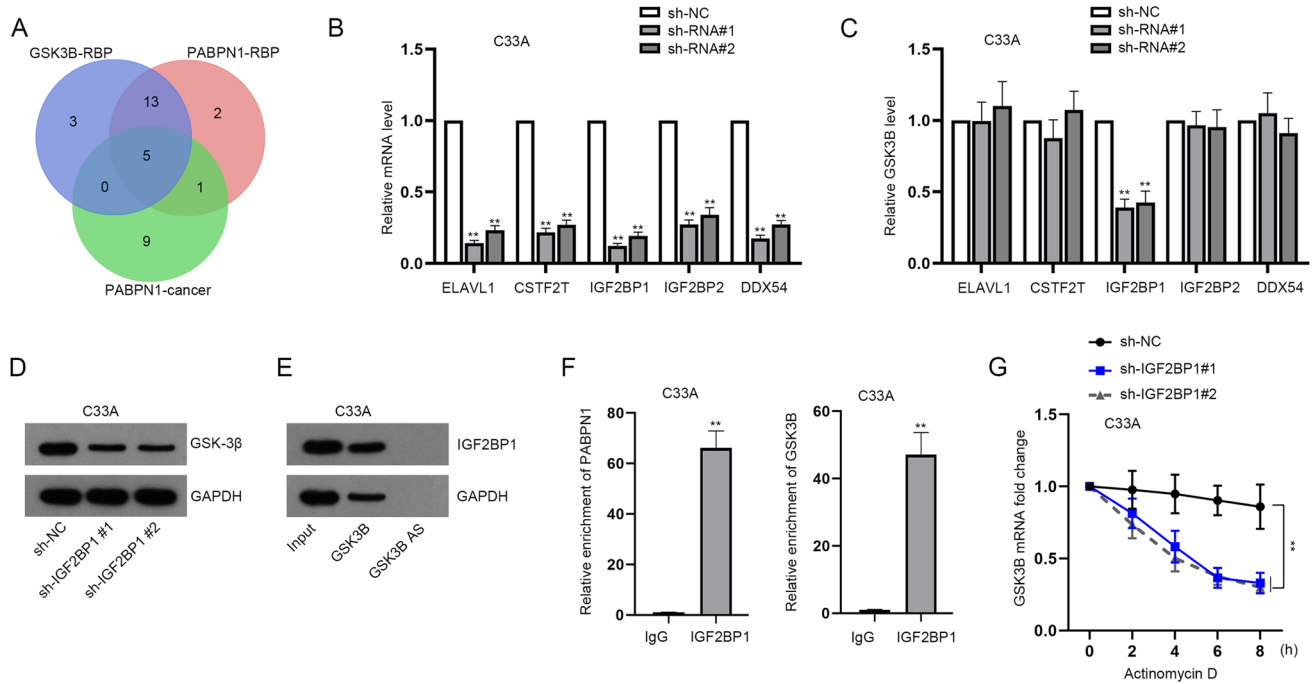 A
GSK3B-RBP
PABPN1-RBP
3
13
2
5
0
1
9
PABPN1-cancer
B
sh-NC
sh-RNA#1
sh-RNA#2
C33A
Relative mRNA level
1.5
1.0
0.5
0.0
** ** ** ** ** ** ** ** ** **
ELAVL1 CSTF2T IGF2BP1 IGF2BP2 DDX54
C
sh-NC
sh-RNA#1
sh-RNA#2
C33A
Relative GSK3B level
1.5
1.0
0.5
0.0
** **
ELAVL1 CSTF2T IGF2BP1 IGF2BP2 DDX54
D
C33A
GSK-3β
GAPDH
sh-NC
sh-IGF2BP1 #1
sh-IGF2BP1 #2
E
C33A
IGF2BP1
GAPDH
Input
GSK3B
GSK3B AS
F
C33A
Relative enrichment of PABPN1
80
60
40
20
0
**
IgG IGF2BP1
C33A
Relative enrichment of GSK3B
60
40
20
0
**
IgG IGF2BP1
G
sh-NC
sh-IGF2BP1#1
sh-IGF2BP1#2
C33A
GSK3B mRNA fold change
1.5
1.0
0.5
0.0
**
0 2 4 6 8 (h)
Actinomycin D